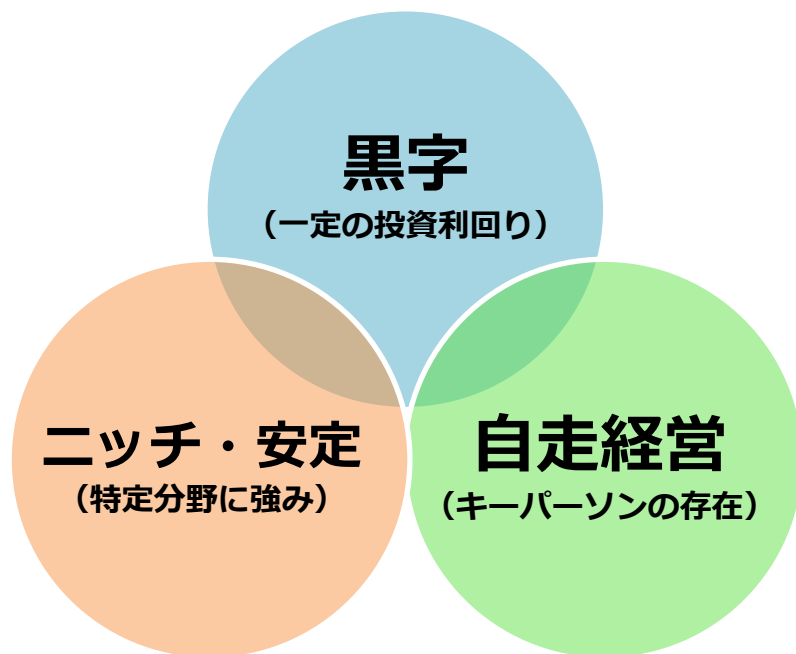 黒字
（一定の投資利回り）
ニッチ・安定
（特定分野に強み）
自走経営
（キーパーソンの存在）